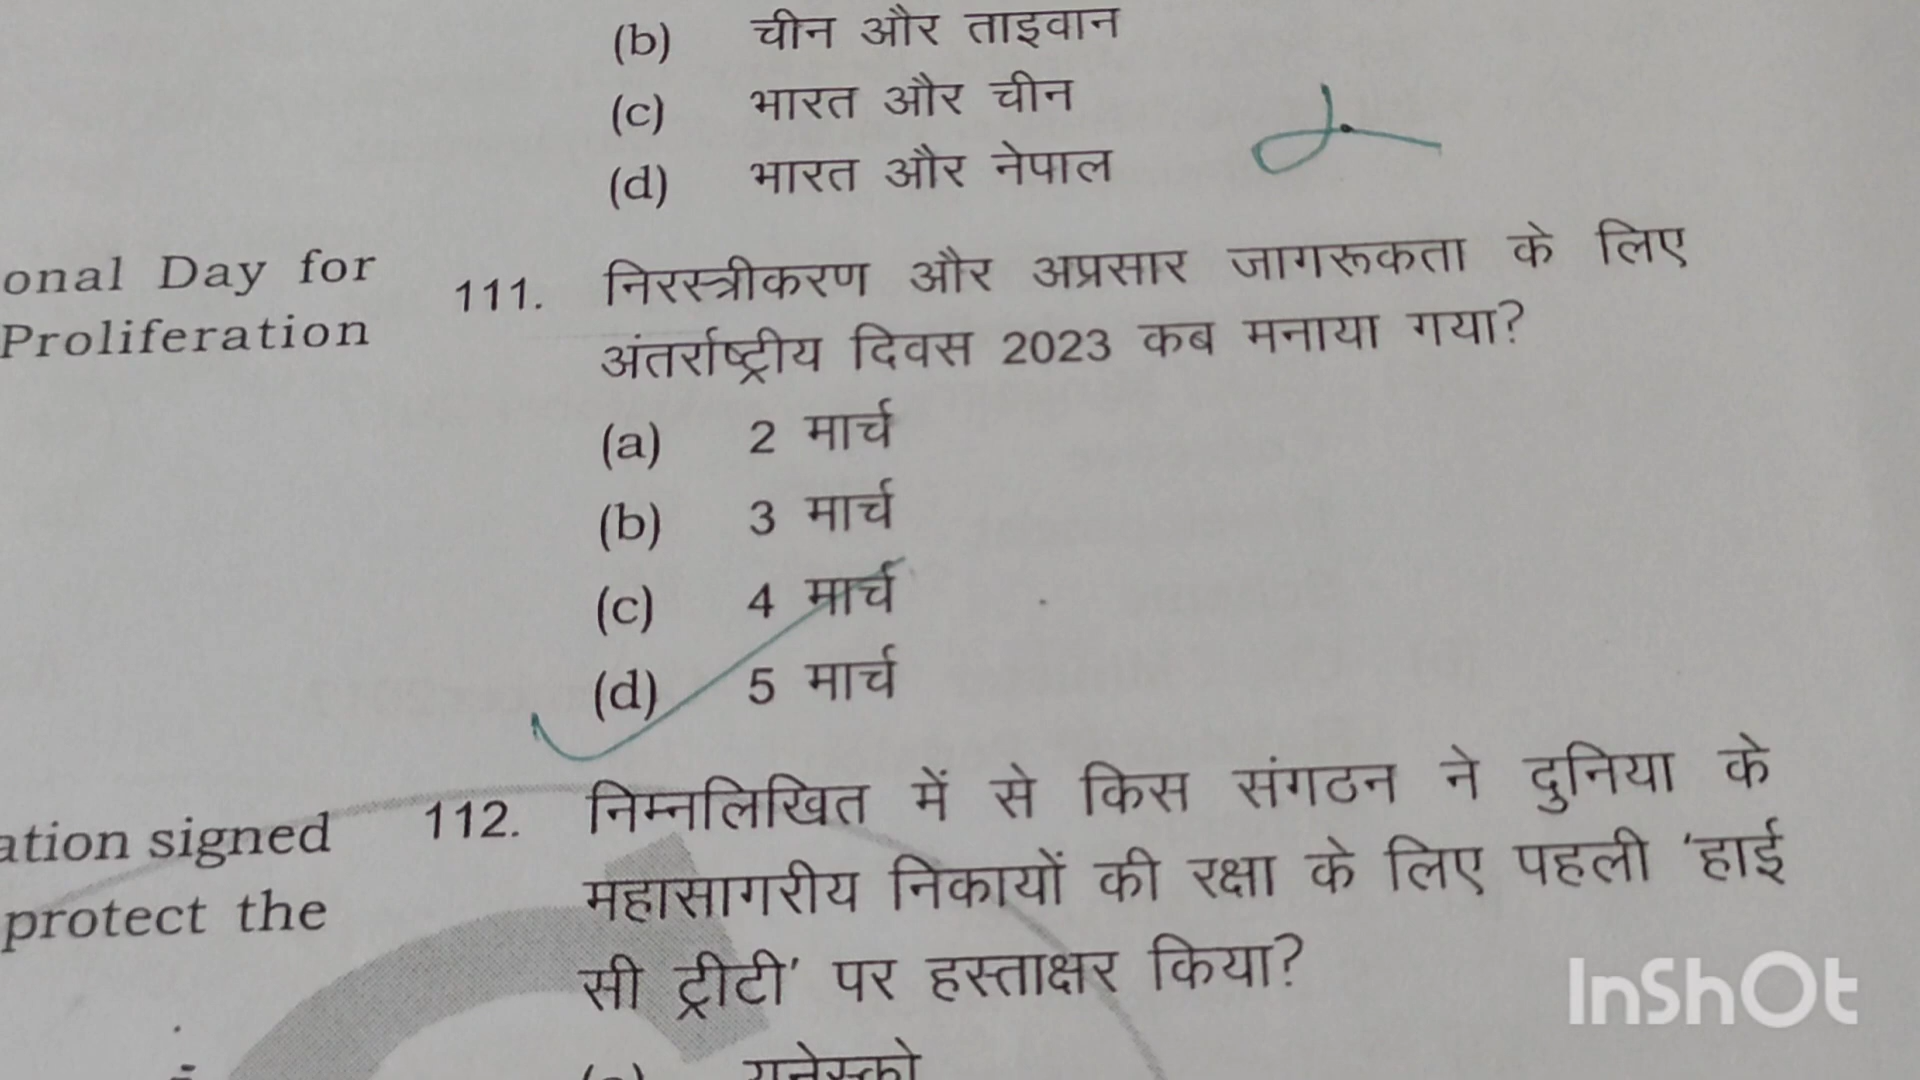 (b) चीन और ताइवान
(c) भारत और चीन
(d) भारत और नेपाल
onal Day for
Proliferation
111. निरस्त्रीकरण और अप्रसार जागरूकता के लिए
अंतर्राष्ट्रीय दिवस 2023 कब मनाया गया?
(a) 2 मार्च
(b) 3 मार्च
(c) 4 मार्च
(d) 5 मार्च
ation signed
protect the
112. निम्नलिखित में से किस संगठन ने दुनिया के
महासागरीय निकायों की रक्षा के लिए पहली 'हाई
सी ट्रीटी' पर हस्ताक्षर किया?
(a) यूनेस्को
InShOt